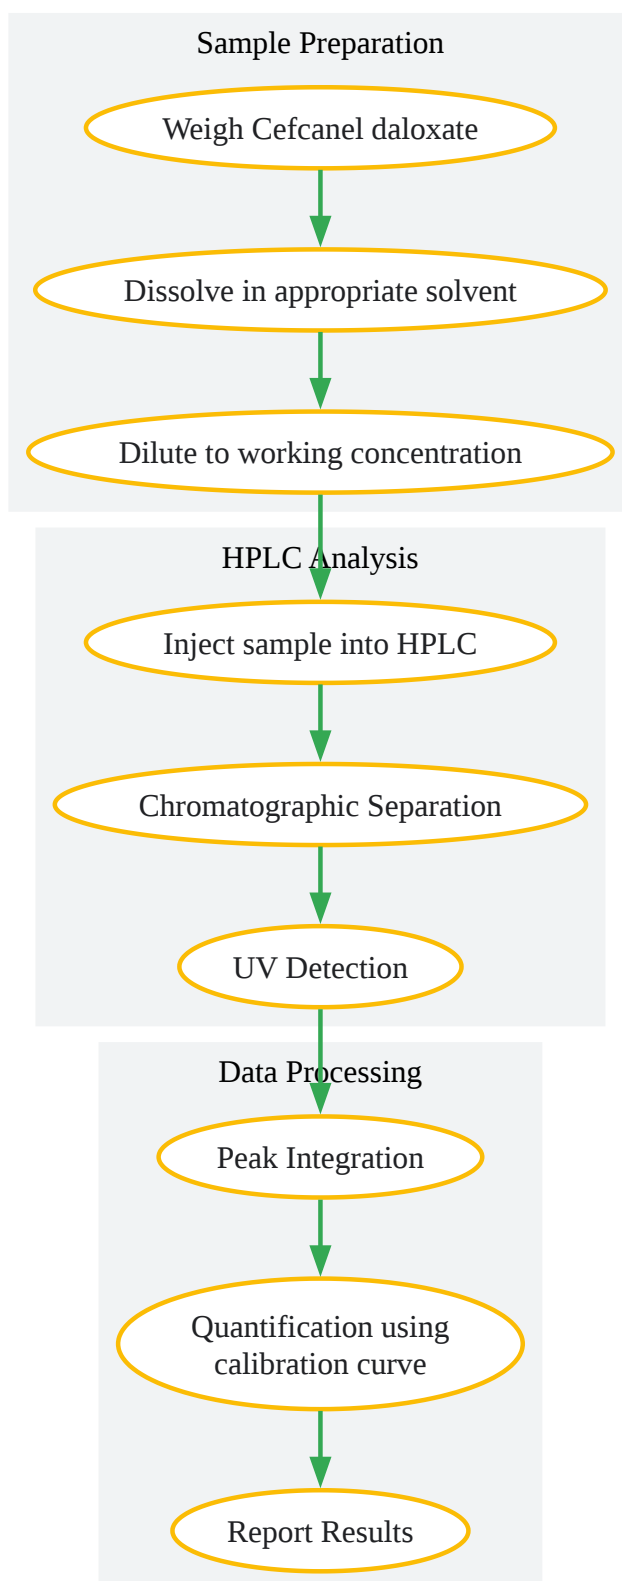 Sample Preparation
Weigh Cefcanel daloxate
Dissolve in appropriate solvent
Dilute to working concentration
HPLC Analysis
Inject sample into HPLC
Chromatographic Separation
UV Detection
Data Processing
Peak Integration
Quantification using
calibration curve
Report Results